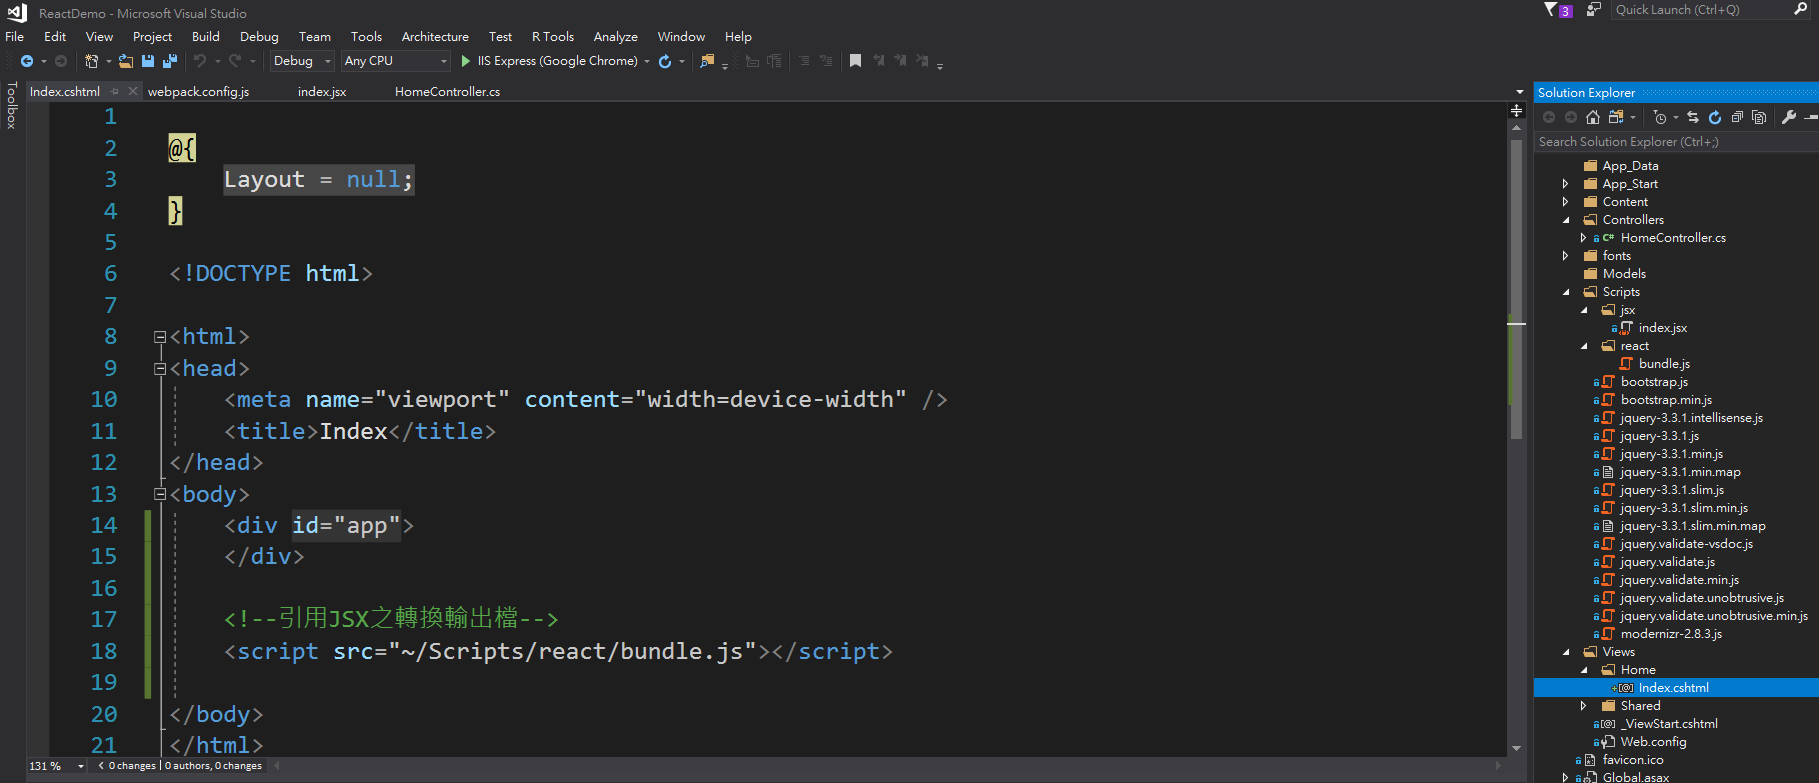 ReactDemo - Microsoft Visual Studio
3
Quick Launch (Ctrl+Q)
File Edit View Project Build Debug Team Tools Architecture Test R Tools Analyze Window Help
Debug Any CPU IIS Express (Google Chrome)
Toolbox
Index.cshtml webpack.config.js index.jsx HomeController.cs
1
2 @{
3 Layout = null;
4 }
5
6 <!DOCTYPE html>
7
8 <html>
9 <head>
10 <meta name="viewport" content="width=device-width" />
11 <title>Index</title>
12 </head>
13 <body>
14 <div id="app">
15 </div>
16
17 <!--引用JSX之轉換輸出檔-->
18 <script src="~/Scripts/react/bundle.js"></script>
19
20 </body>
21 </html>
131 % 0 changes | 0 authors, 0 changes
Solution Explorer
Search Solution Explorer (Ctrl+;)
App_Data
App_Start
Content
Controllers
C# HomeController.cs
fonts
Models
Scripts
jsx
index.jsx
react
bundle.js
bootstrap.js
bootstrap.min.js
jquery-3.3.1.intellisense.js
jquery-3.3.1.js
jquery-3.3.1.min.js
jquery-3.3.1.min.map
jquery-3.3.1.slim.js
jquery-3.3.1.slim.min.js
jquery-3.3.1.slim.min.map
jquery.validate-vsdoc.js
jquery.validate.js
jquery.validate.min.js
jquery.validate.unobtrusive.js
jquery.validate.unobtrusive.min.js
modernizr-2.8.3.js
Views
Home
[@] Index.cshtml
Shared
[@] _ViewStart.cshtml
Web.config
favicon.ico
Global.asax